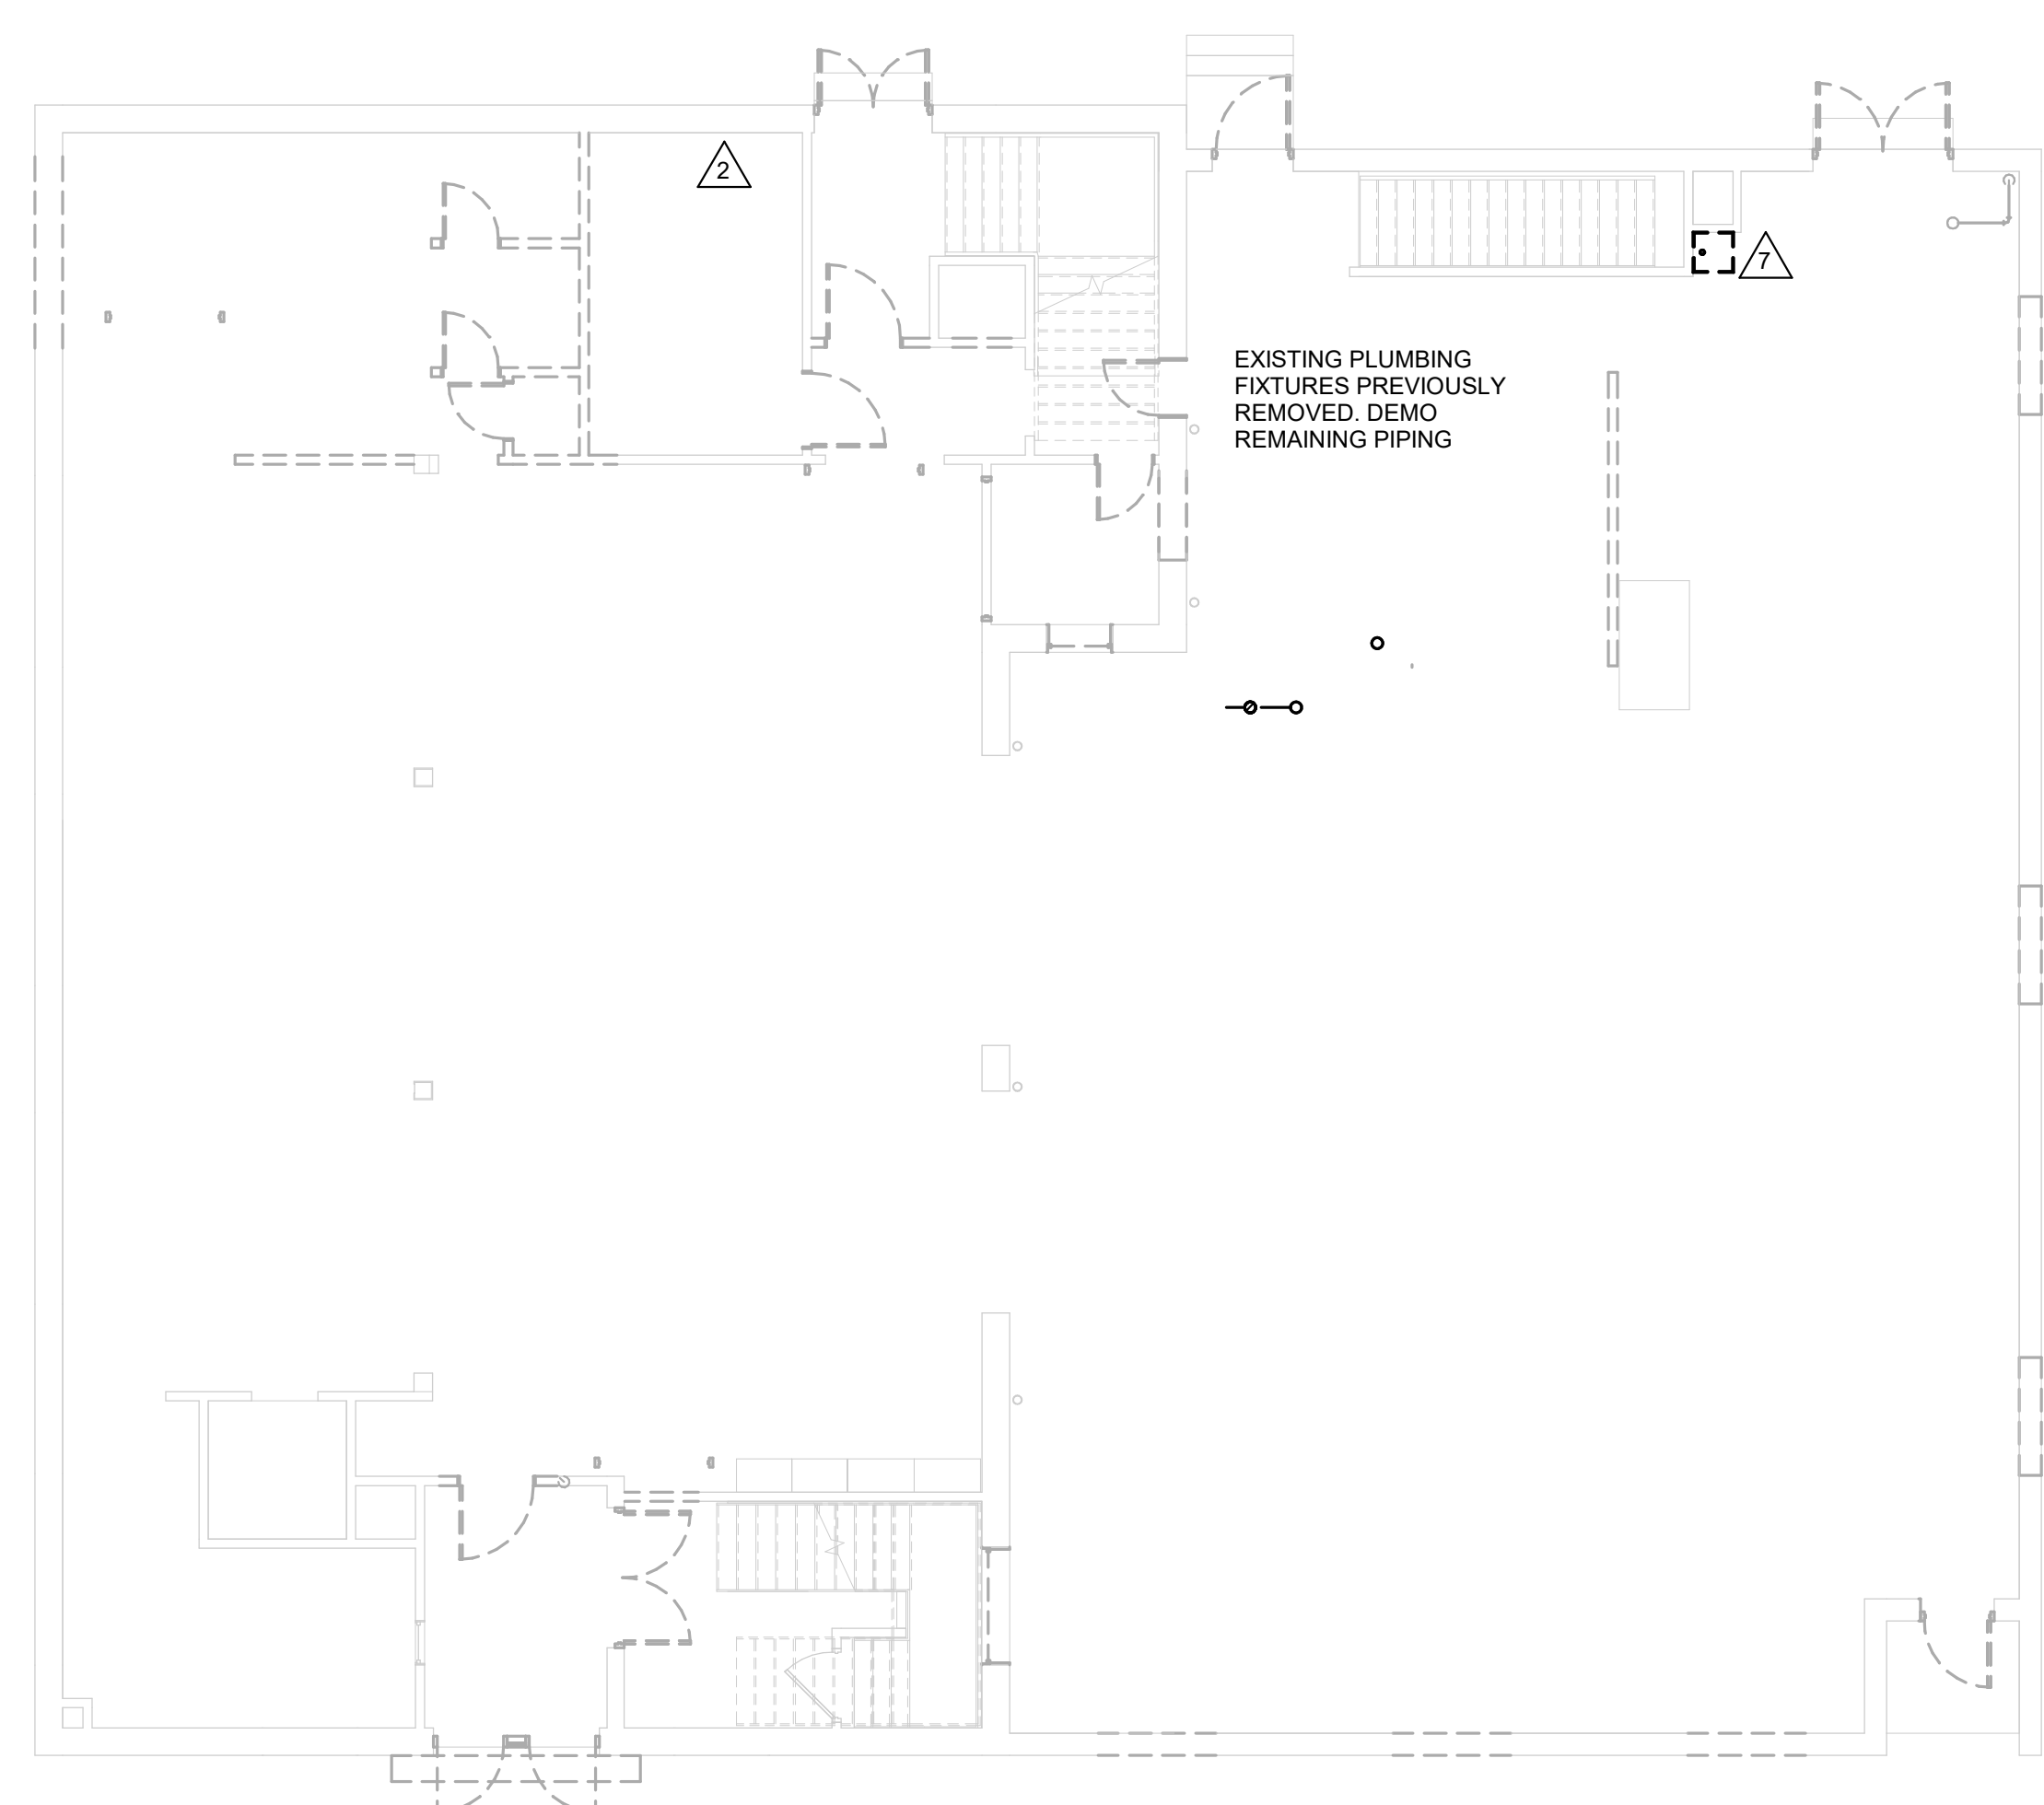 2
7
EXISTING PLUMBING
FIXTURES PREVIOUSLY
REMOVED. DEMO
REMAINING PIPING